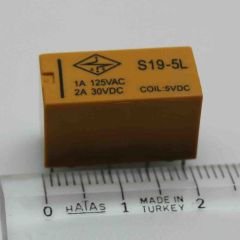 S19-5L
1A 125VAC
2A 30VDC COIL:5VDC
0 HATAS 1 MADE IN TURKEY 2